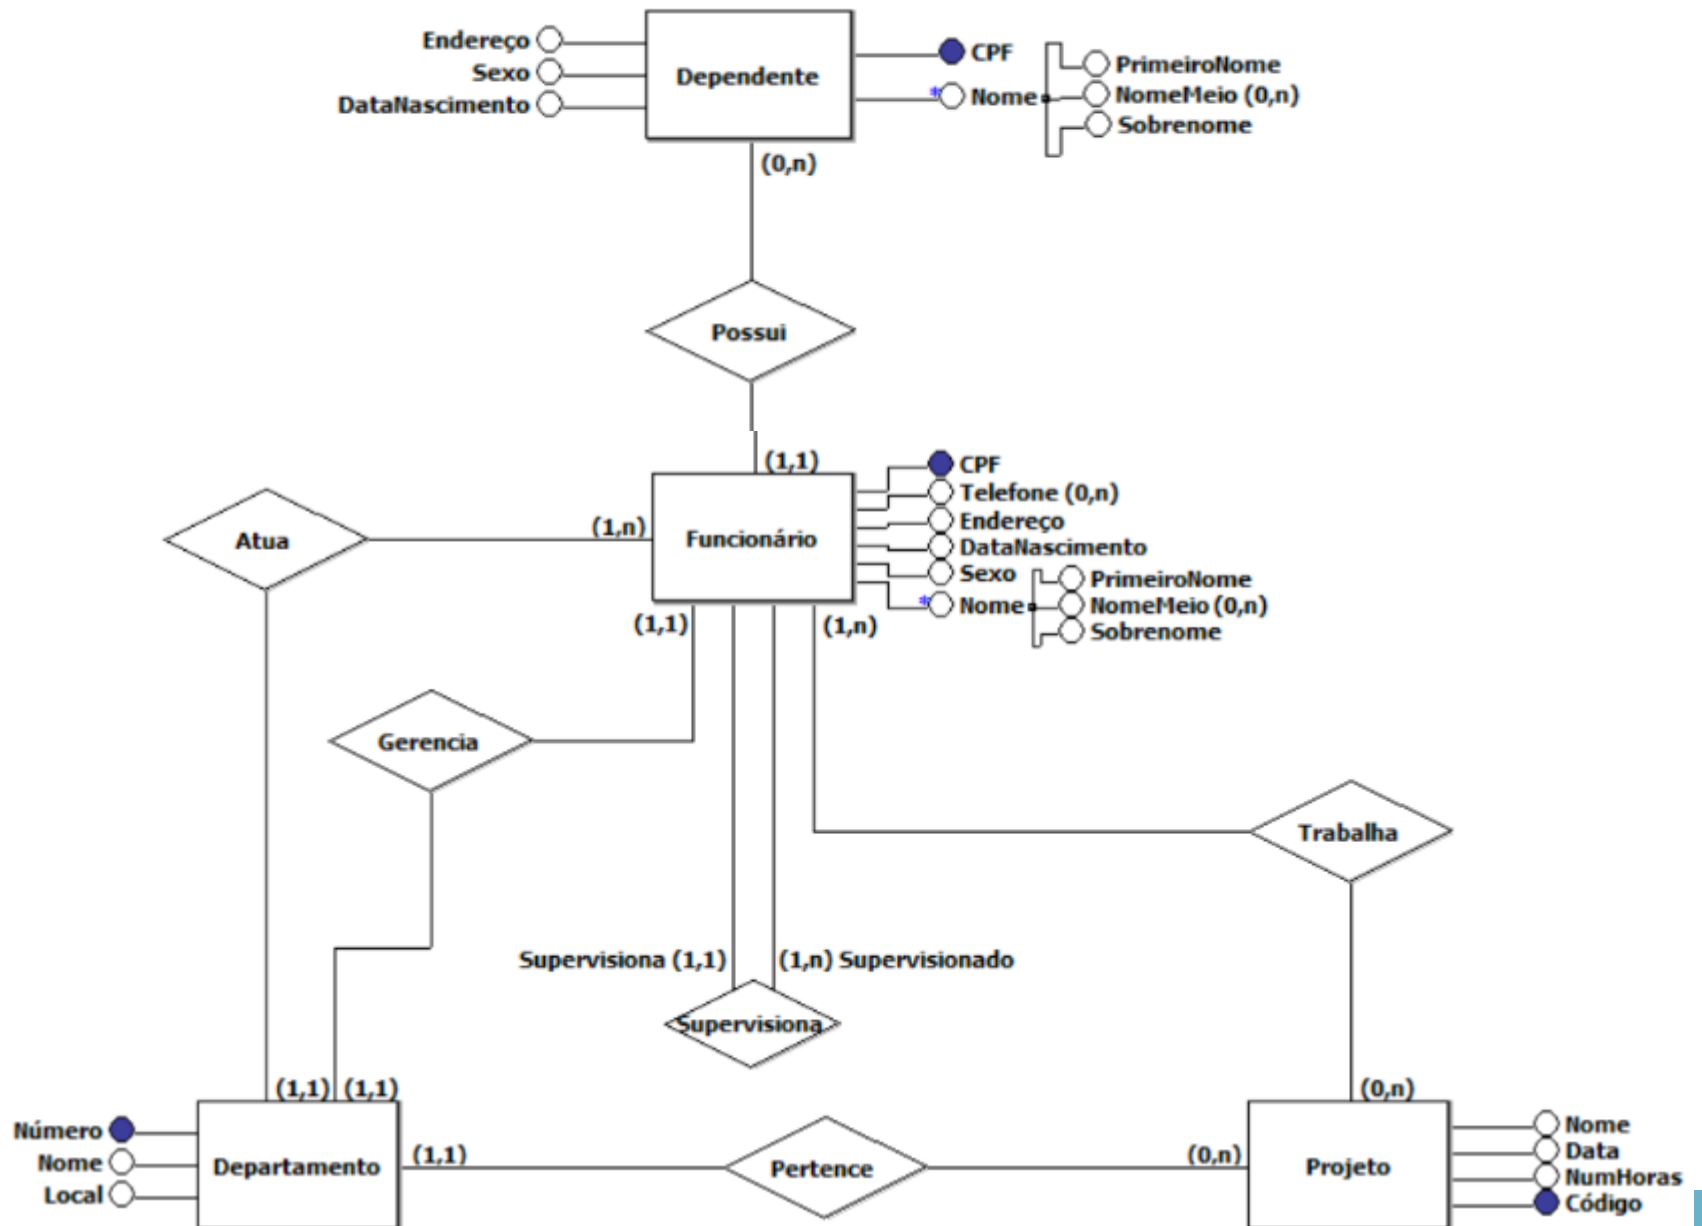 Endereço
Sexo
DataNascimento
Dependente
CPF
* Nome
PrimeiroNome
NomeMeio (0,n)
Sobrenome
(0,n)
Possui
(1,1)
Atua
(1,n)
Funcionário
CPF
Telefone (0,n)
Endereço
DataNascimento
Sexo
* Nome
PrimeiroNome
NomeMeio (0,n)
Sobrenome
(1,1)
(1,n)
Gerencia
Trabalha
Supervisiona (1,1)
(1,n) Supervisionado
Supervisiona
(1,1)
(1,1)
(0,n)
Número
Nome
Local
Departamento
(1,1)
Pertence
(0,n)
Projeto
Nome
Data
NumHoras
Código